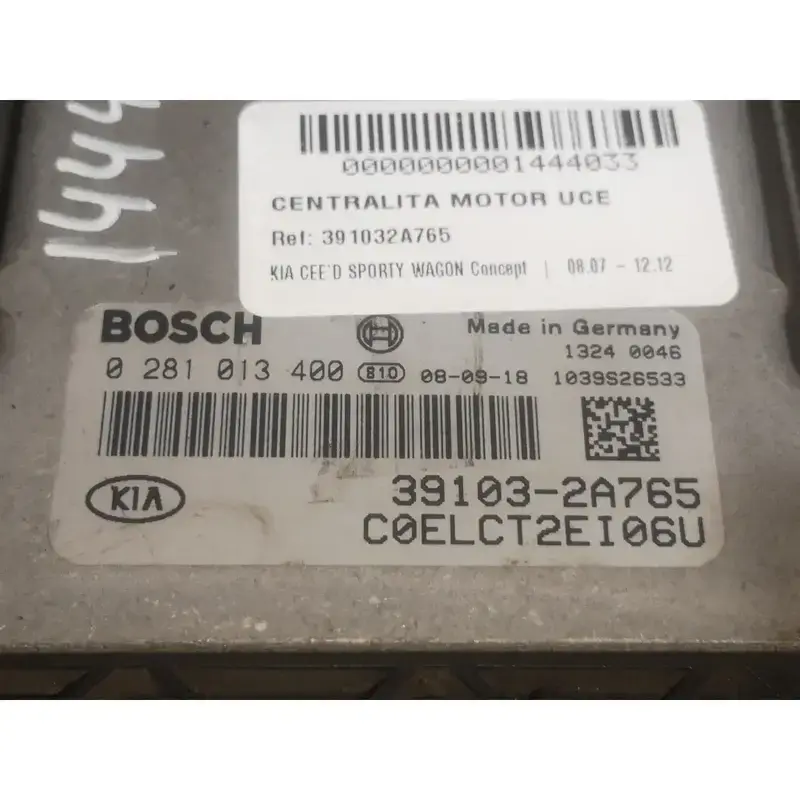 1444
0000000001444033
CENTRALITA MOTOR UCE
Ref: 391032A765
KIA CEE'D SPORTY WAGON Concept | 08.07 - 12.12
BOSCH Made in Germany
1324 0046
0 281 013 400 810 08-09-18 1039S26533
KIA 39103-2A765
C0ELCT2EI06U